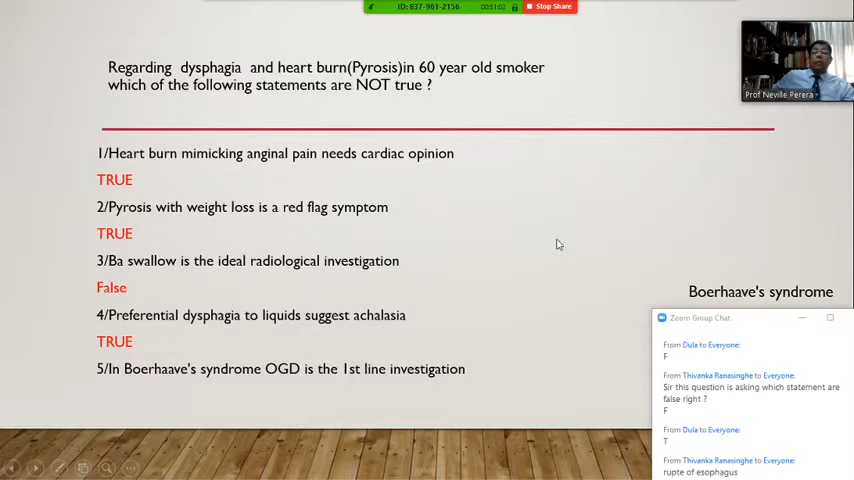 ID: 837-961-2156 00:51:02 Stop Share
Regarding dysphagia and heart burn(Pyrosis)in 60 year old smoker
which of the following statements are NOT true ?
Prof Neville Perera
1/Heart burn mimicking anginal pain needs cardiac opinion
TRUE
2/Pyrosis with weight loss is a red flag symptom
TRUE
3/Ba swallow is the ideal radiological investigation
False
4/Preferential dysphagia to liquids suggest achalasia
TRUE
5/In Boerhaave's syndrome OGD is the 1st line investigation
Boerhaave's syndrome
Zoom Group Chat
From Dula to Everyone:
F
From Thivanka Ranasinghe to Everyone:
Sir this question is asking which statement are
false right ?
F
From Dula to Everyone:
T
From Thivanka Ranasinghe to Everyone:
rupte of esophagus